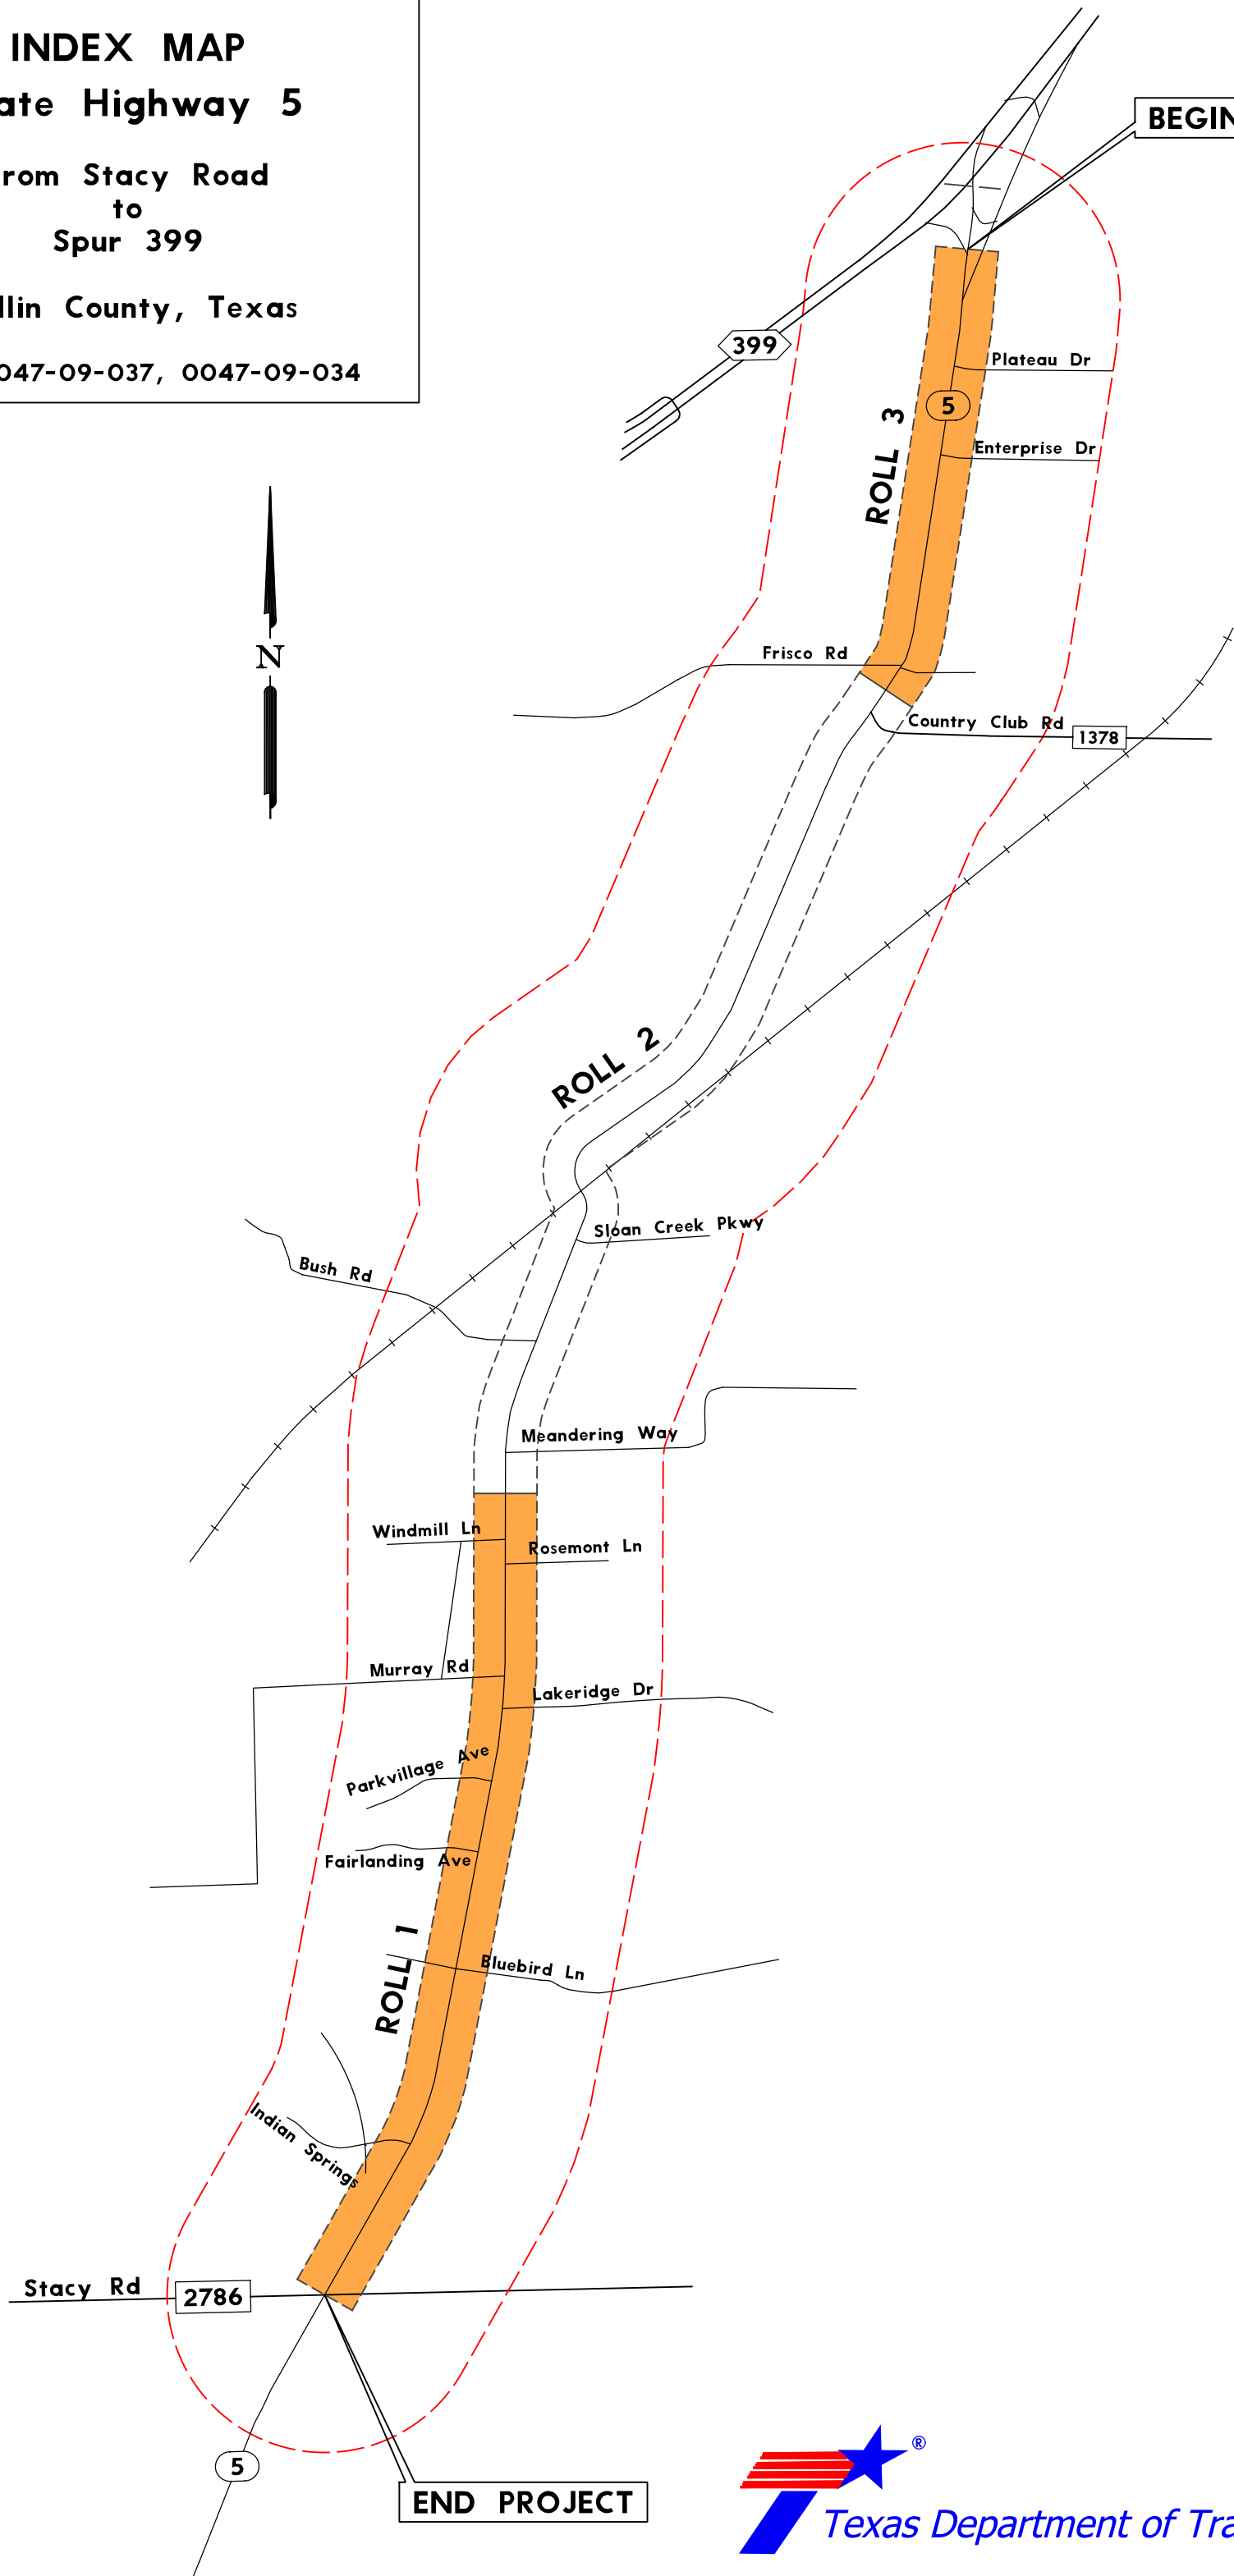 INDEX MAP
ate Highway 5
rom Stacy Road
to
Spur 399
llin County, Texas
047-09-037, 0047-09-034
BEGIN
399
Plateau Dr
5
ROLL 3
Enterprise Dr
N
Frisco Rd
Country Club Rd
1378
ROLL 2
Sloan Creek Pkwy
Bush Rd
Meandering Way
Windmill Ln
Rosemont Ln
Murray Rd
Lakeridge Dr
Parkvillage Ave
Fairlanding Ave
ROLL 1
Bluebird Ln
Indian Springs
Stacy Rd
2786
5
END PROJECT
®
Texas Department of Tra